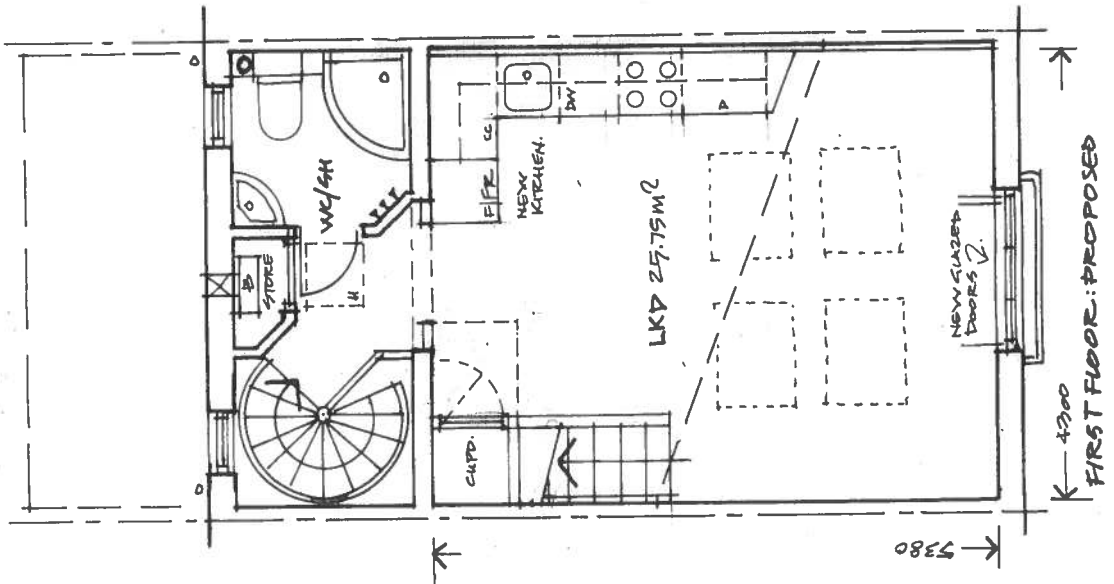 WC/SH
B
STORE
H
F/FR
CC
NEW
KITCHEN.
DW
A
LKD 25.75M2
CUPD.
NEW GLAZED
DOORS
5380
4300
FIRST FLOOR: PROPOSED